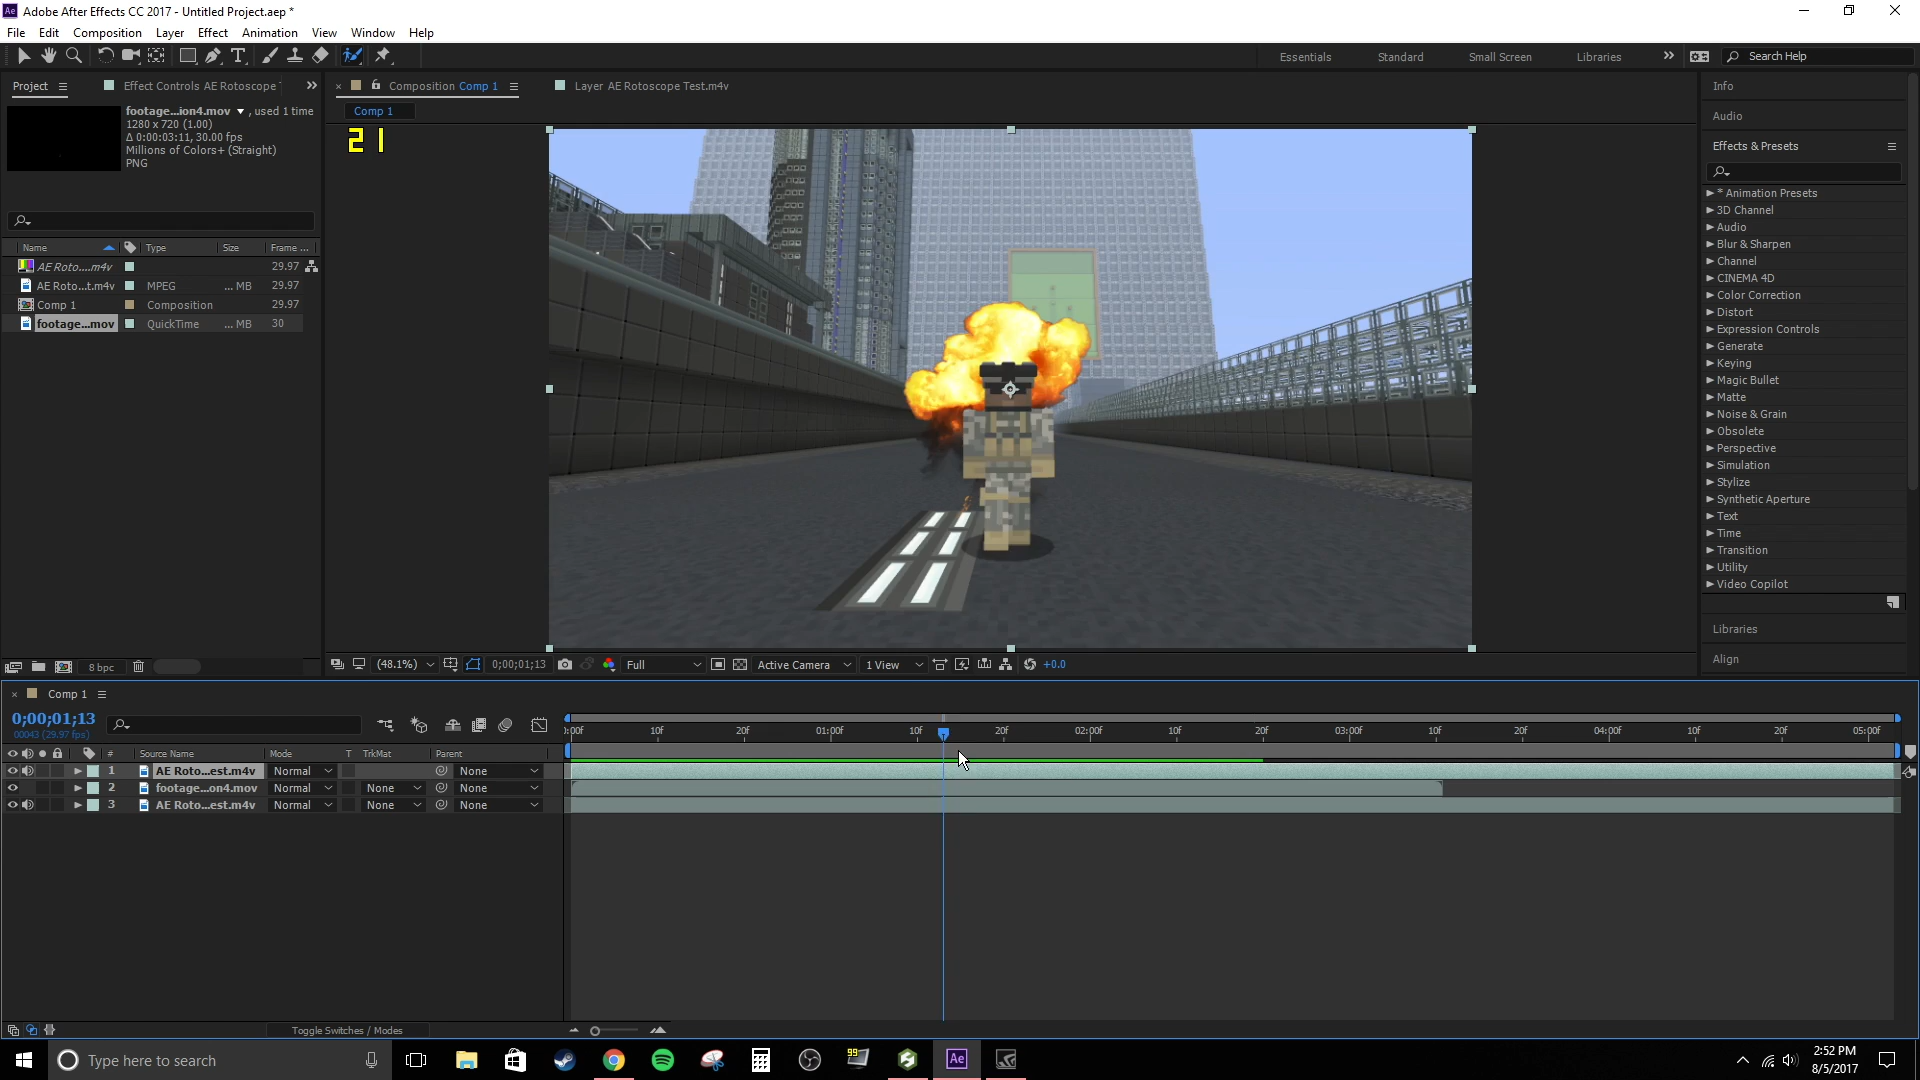 Adobe After Effects CC 2017 - Untitled Project.aep *
File Edit Composition Layer Effect Animation View Window Help
Essentials Standard Small Screen Libraries Search Help
Project Effect Controls AE Rotoscope
footage...ion4.mov , used 1 time
1280 x 720 (1.00)
Δ 0:00:03:11, 30.00 fps
Millions of Colors+ (Straight)
PNG
Name Type Size Frame ...
AE Roto....m4v 29.97
AE Roto...t.m4v MPEG ... MB 29.97
Comp 1 Composition 29.97
footage...mov QuickTime ... MB 30
8 bpc
Composition Comp 1
Layer AE Rotoscope Test.m4v
Comp 1
21
(48.1%) 0;00;01;13 Full Active Camera 1 View +0.0
Info
Audio
Effects & Presets
* Animation Presets
3D Channel
Audio
Blur & Sharpen
Channel
CINEMA 4D
Color Correction
Distort
Expression Controls
Generate
Keying
Magic Bullet
Matte
Noise & Grain
Obsolete
Perspective
Simulation
Stylize
Synthetic Aperture
Text
Time
Transition
Utility
Video Copilot
Libraries
Align
Comp 1
0;00;01;13
00043 (29.97 fps)
:00f 10f 20f 01:00f 10f 20f 02:00f 10f 20f 03:00f 10f 20f 04:00f 10f 20f 05:00f
# Source Name Mode T TrkMat Parent
1 AE Roto...est.m4v Normal None
2 footage...on4.mov Normal None None
3 AE Roto...est.m4v Normal None None
Toggle Switches / Modes
Type here to search
99
Ae
2:52 PM
8/5/2017